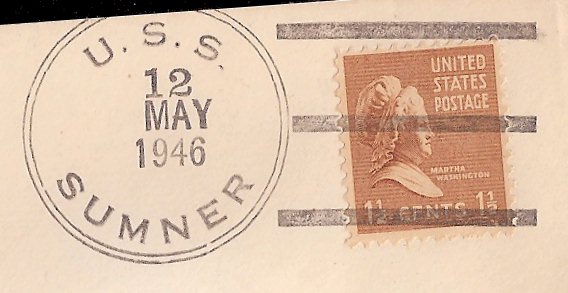 U.S.S.
12
MAY
1946
SUMNER
UNITED
STATES
POSTAGE
MARTHA
WASHINGTON
1½ CENTS 1½